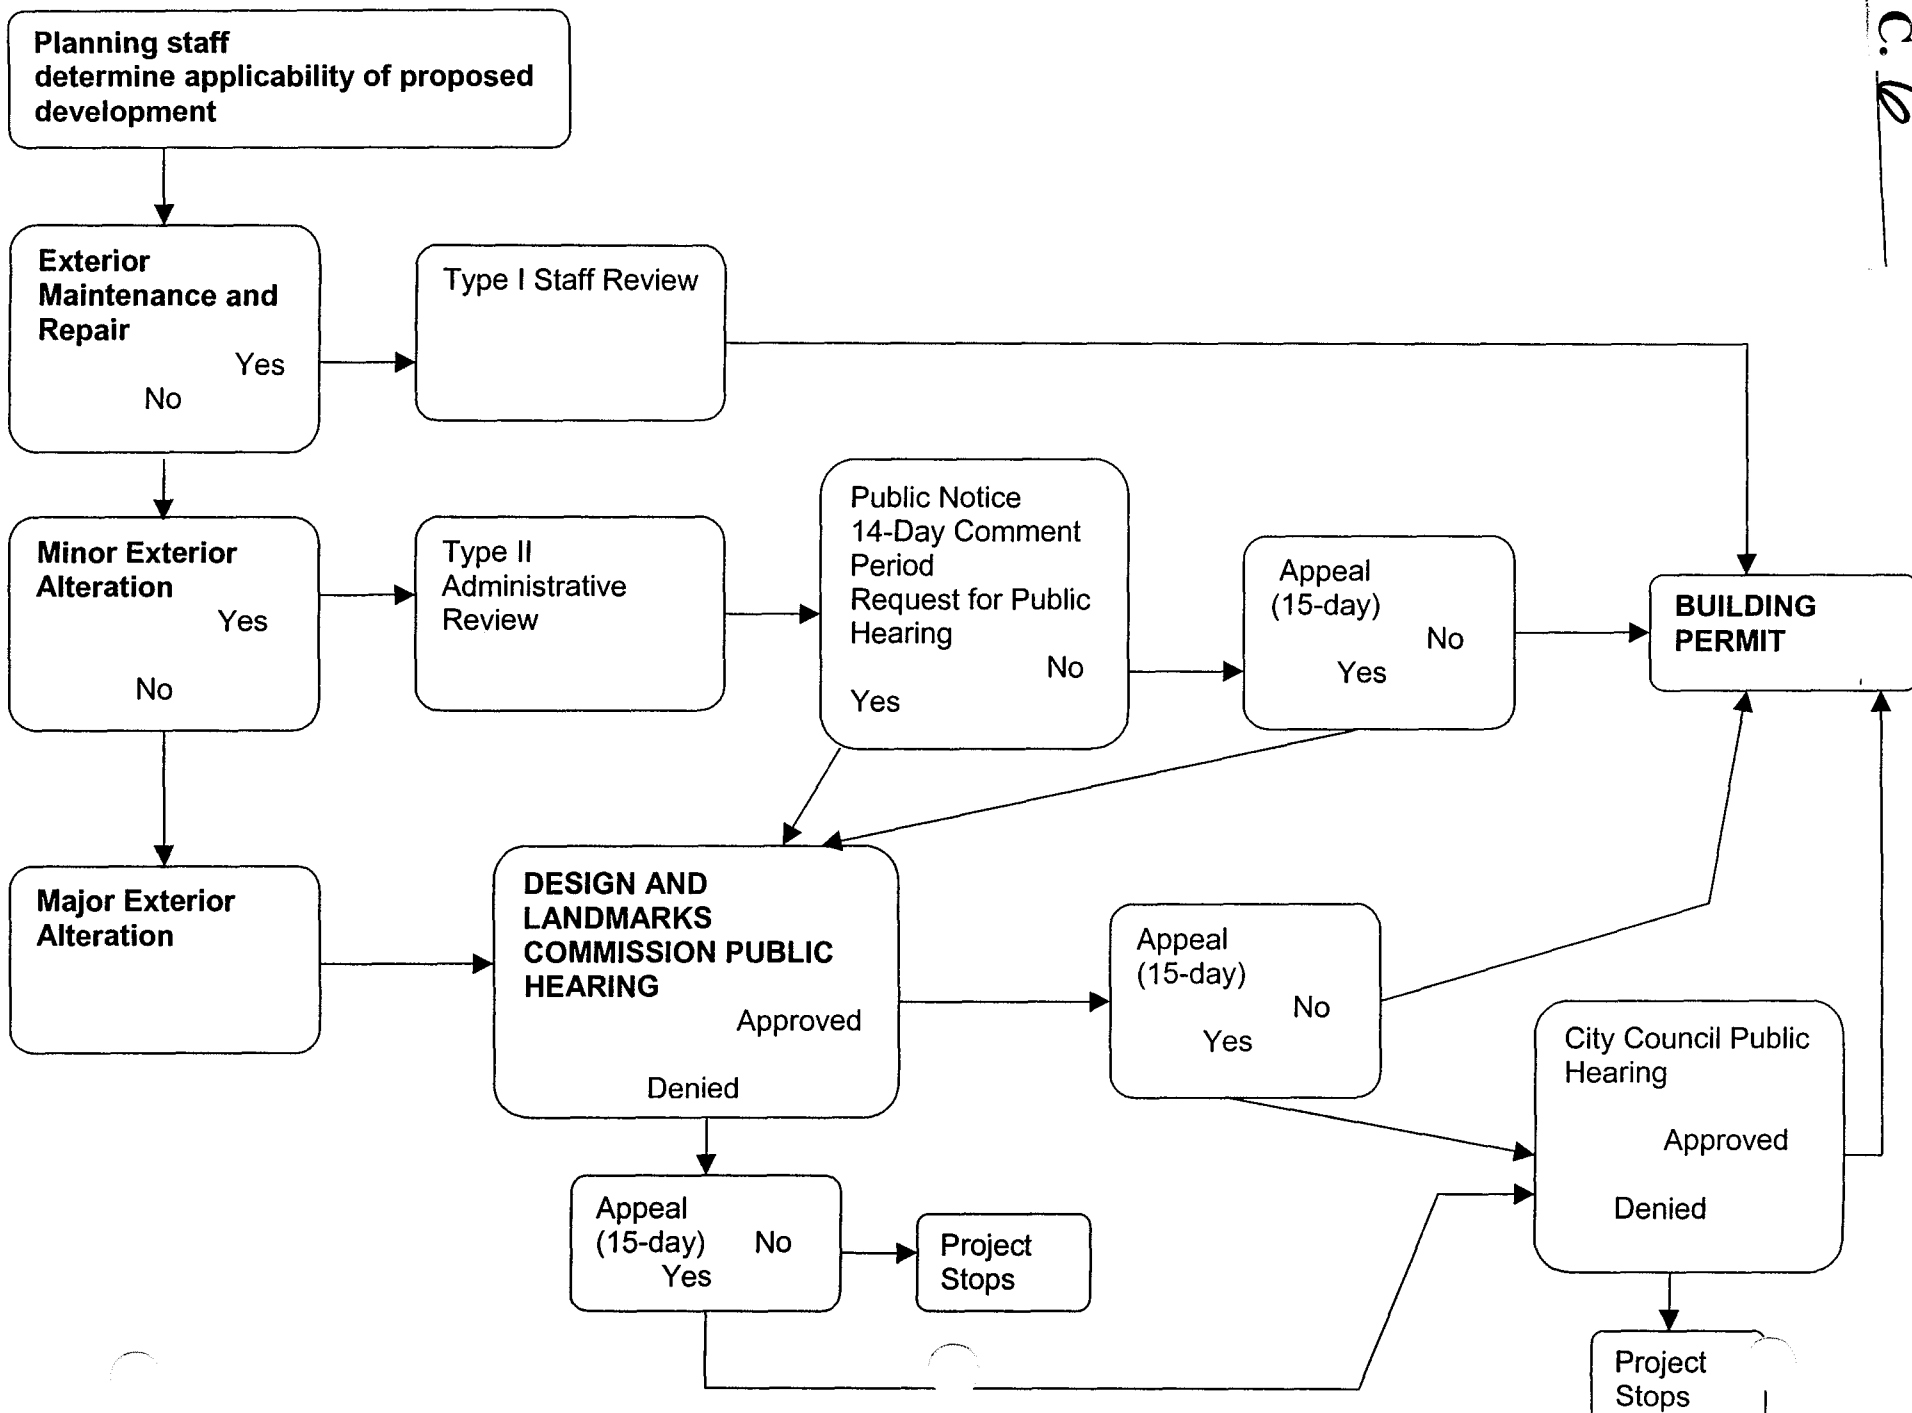 C. 6
Planning staff
determine applicability of proposed
development
Exterior
Maintenance and
Repair
Yes
No
Type I Staff Review
Minor Exterior
Alteration
Yes
No
Type II
Administrative
Review
Public Notice
14-Day Comment
Period
Request for Public
Hearing
No
Yes
Appeal
(15-day)
No
Yes
BUILDING
PERMIT
Major Exterior
Alteration
DESIGN AND
LANDMARKS
COMMISSION PUBLIC
HEARING
Approved
Denied
Appeal
(15-day)
No
Yes
City Council Public
Hearing
Approved
Denied
Appeal
(15-day) No
Yes
Project
Stops
Project
Stops